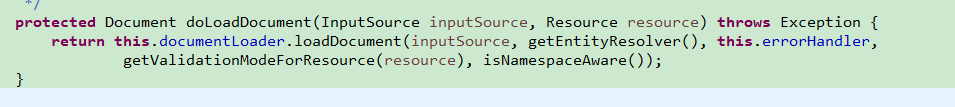 */
protected Document doLoadDocument(InputSource inputSource, Resource resource) throws Exception {
return this.documentLoader.loadDocument(inputSource, getEntityResolver(), this.errorHandler,
getValidationModeForResource(resource), isNamespaceAware());
}